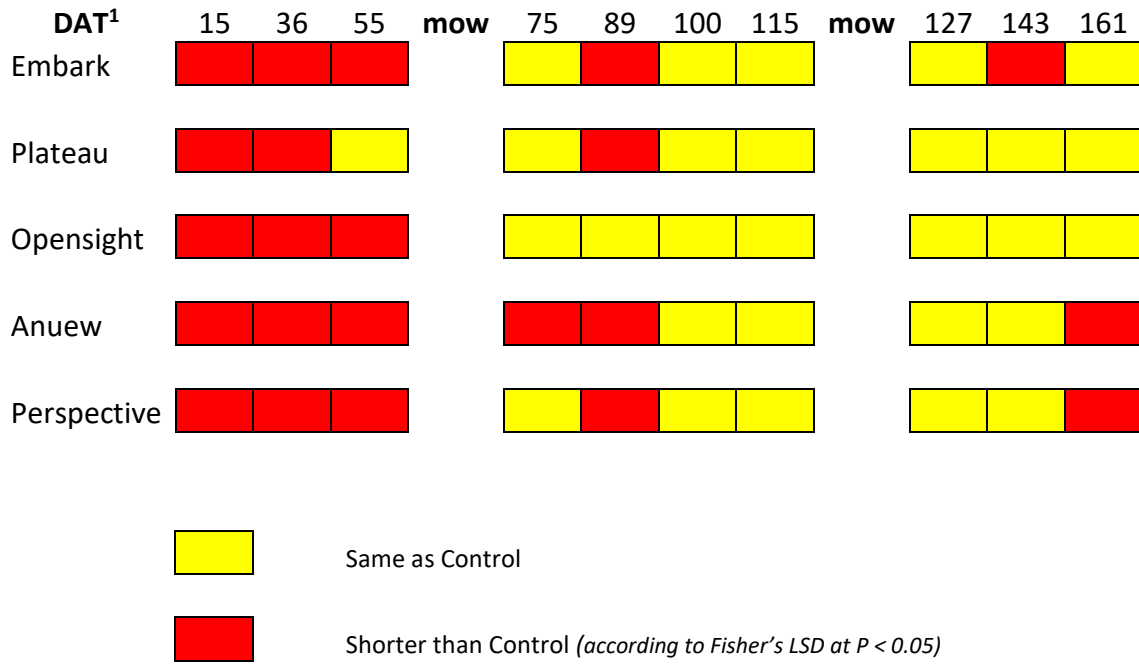 DAT¹ 15 36 55 mow 75 89 100 115 mow 127 143 161
Embark
Plateau
Opensight
Anuew
Perspective
Same as Control
Shorter than Control (according to Fisher’s LSD at P < 0.05)